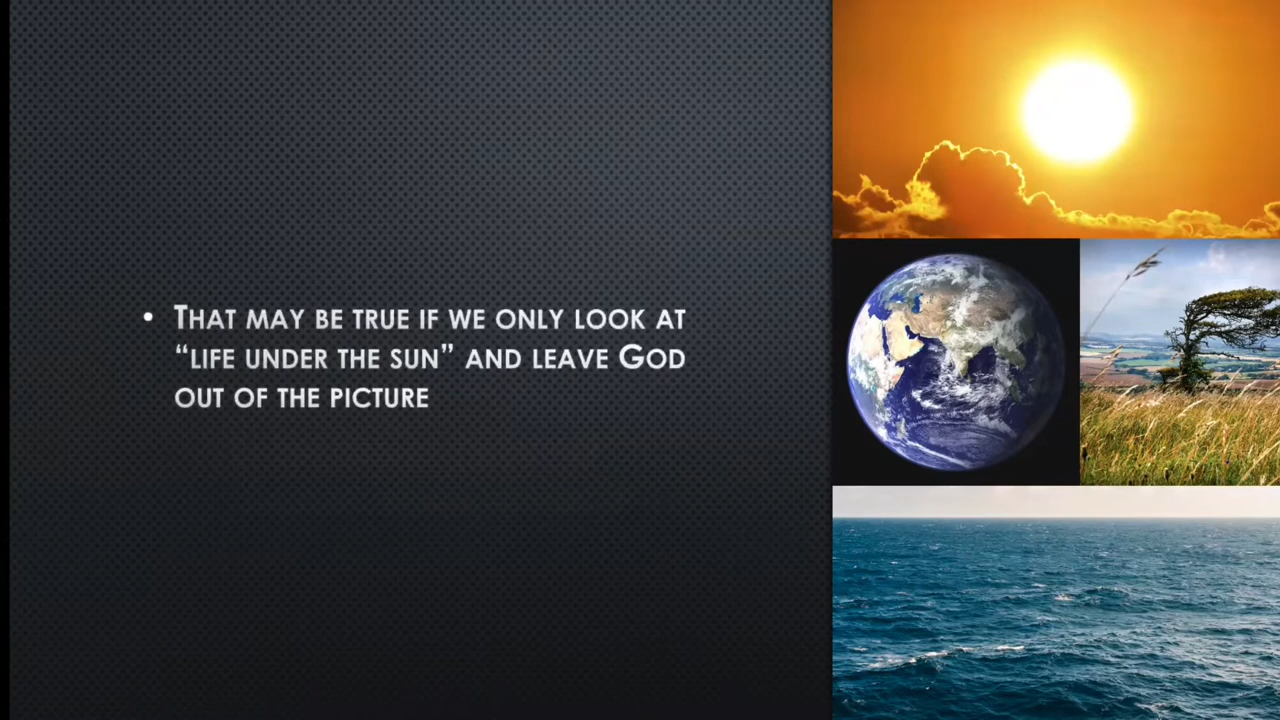 • THAT MAY BE TRUE IF WE ONLY LOOK AT
“LIFE UNDER THE SUN” AND LEAVE GOD
OUT OF THE PICTURE